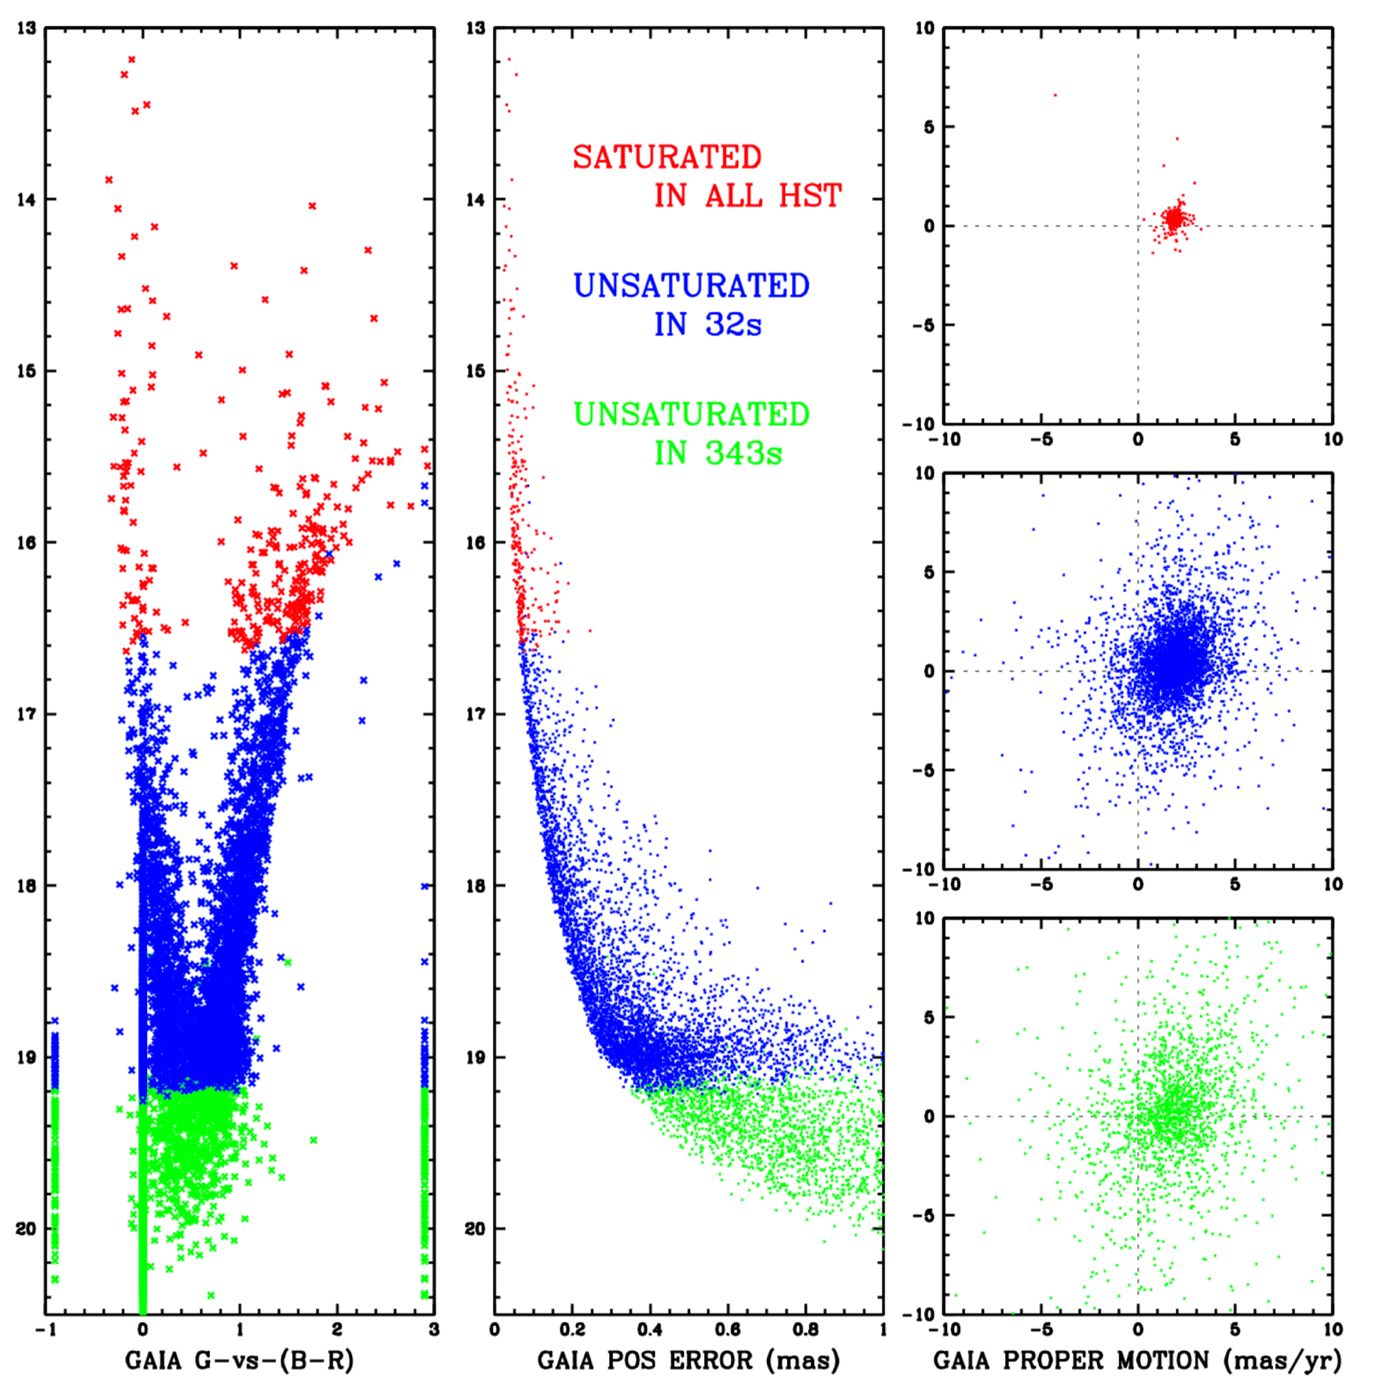 13
14
15
16
17
18
19
20
-1 0 1 2 3
GAIA G-vs-(B-R)
13
14
15
16
17
18
19
20
SATURATED
IN ALL HST
UNSATURATED
IN 32s
UNSATURATED
IN 343s
0 0.2 0.4 0.6 0.8 1
GAIA POS ERROR (mas)
10
5
0
-5
-10
-10 -5 0 5 10
10
5
0
-5
-10
-10 -5 0 5 10
10
5
0
-5
-10
-10 -5 0 5 10
GAIA PROPER MOTION (mas/yr)